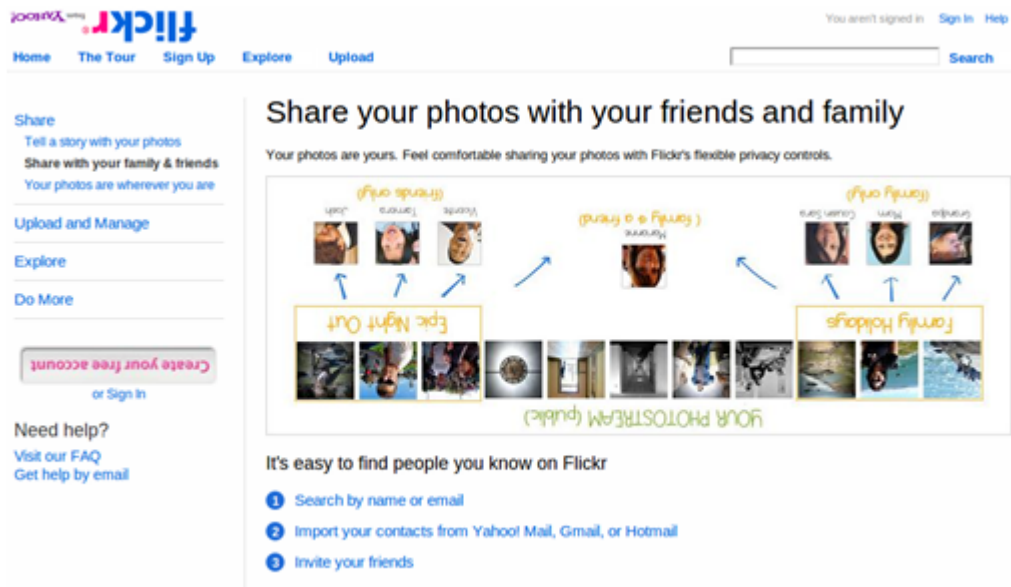 flickr from YAHOO!
You aren't signed in Sign In Help
Home The Tour Sign Up Explore Upload
Search
Share
Tell a story with your photos
Share with your family & friends
Your photos are wherever you are
Upload and Manage
Explore
Do More
Create your free account
or Sign In
Need help?
Visit our FAQ
Get help by email
Share your photos with your friends and family
Your photos are yours. Feel comfortable sharing your photos with Flickr's flexible privacy controls.
YOUR PHOTOSTREAM (public)
Family Holidays
Epic Night Out
Grandpa
Mom
Cousin Sara
(family only)
Marianne
(family & a friend)
Vicente
Tamara
Josh
(friends only)
It's easy to find people you know on Flickr
1 Search by name or email
2 Import your contacts from Yahoo! Mail, Gmail, or Hotmail
3 Invite your friends